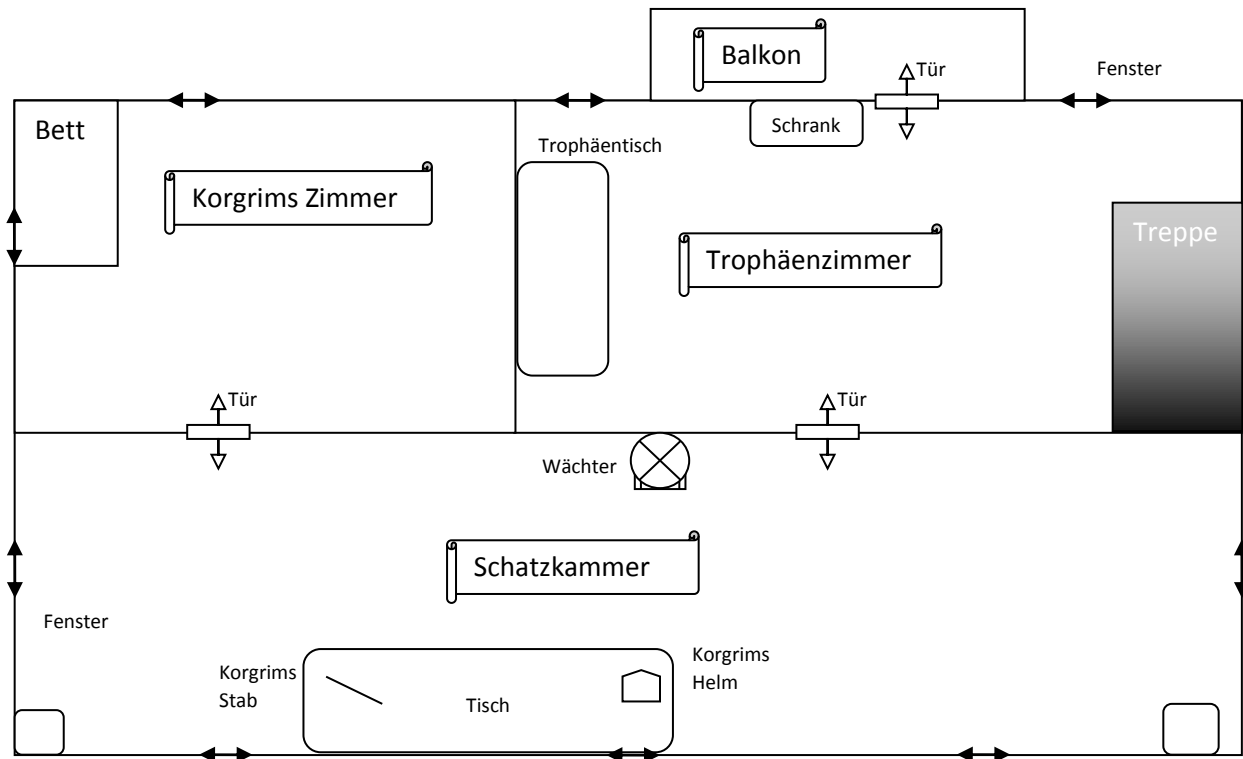 Balkon
Tür
Fenster
Bett
Schrank
Trophäentisch
Korgrims Zimmer
Treppe
Trophäenzimmer
Tür
Tür
Wächter
Schatzkammer
Fenster
Korgrims
Stab
Tisch
Korgrims
Helm